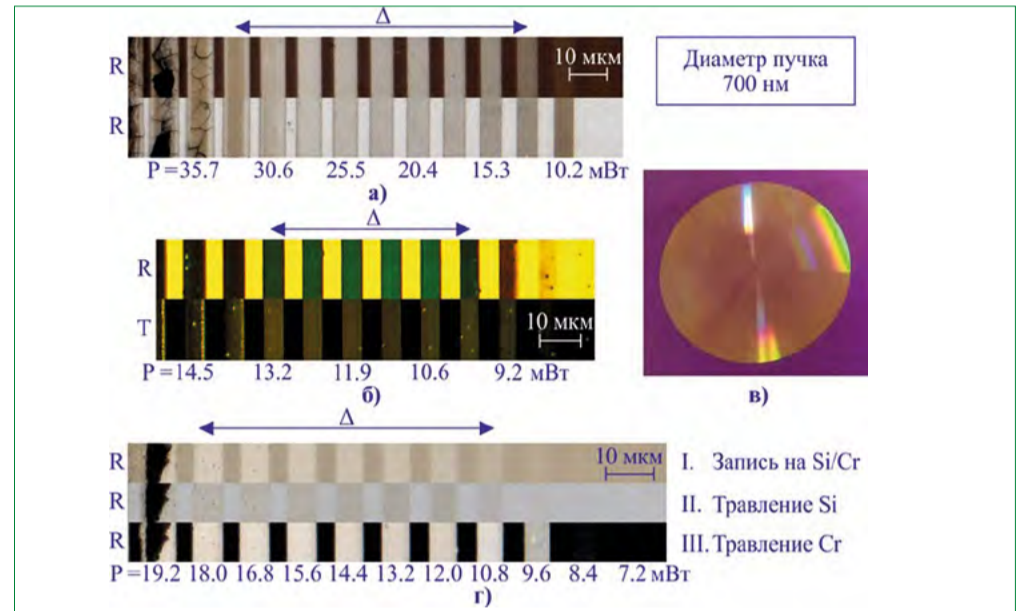 Δ
R
10 мкм
Диаметр пучка
700 нм
R
P = 35.7 30.6 25.5 20.4 15.3 10.2 мВт
а)
Δ
R
T
10 мкм
P = 14.5 13.2 11.9 10.6 9.2 мВт
б)
в)
Δ
R
10 мкм
I. Запись на Si/Cr
R
II. Травление Si
R
III. Травление Cr
P = 19.2 18.0 16.8 15.6 14.4 13.2 12.0 10.8 9.6 8.4 7.2 мВт
г)